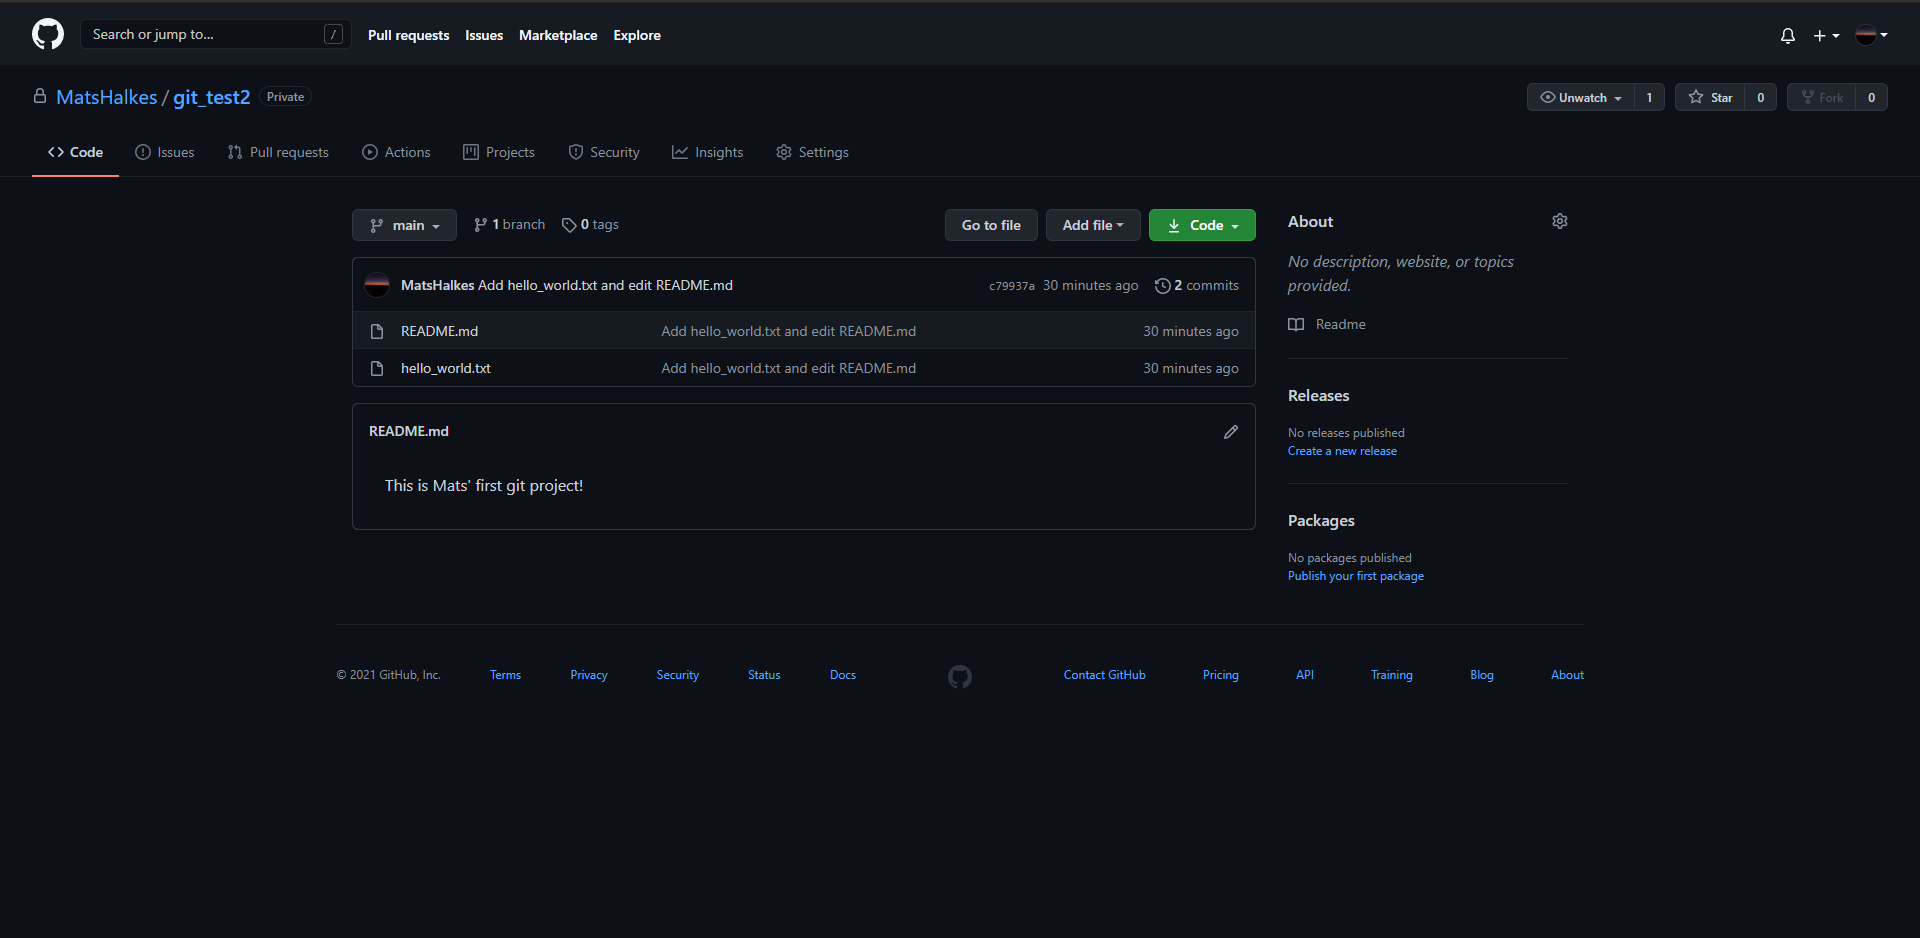 Search or jump to... / Pull requests Issues Marketplace Explore
MatsHalkes / git_test2 Private Unwatch 1 Star 0 Fork 0
Code Issues Pull requests Actions Projects Security Insights Settings
main 1 branch 0 tags Go to file Add file Code
MatsHalkes Add hello_world.txt and edit README.md c79937a 30 minutes ago 2 commits
README.md Add hello_world.txt and edit README.md 30 minutes ago
hello_world.txt Add hello_world.txt and edit README.md 30 minutes ago
README.md
This is Mats' first git project!
About
No description, website, or topics
provided.
Readme
Releases
No releases published
Create a new release
Packages
No packages published
Publish your first package
© 2021 GitHub, Inc. Terms Privacy Security Status Docs Contact GitHub Pricing API Training Blog About